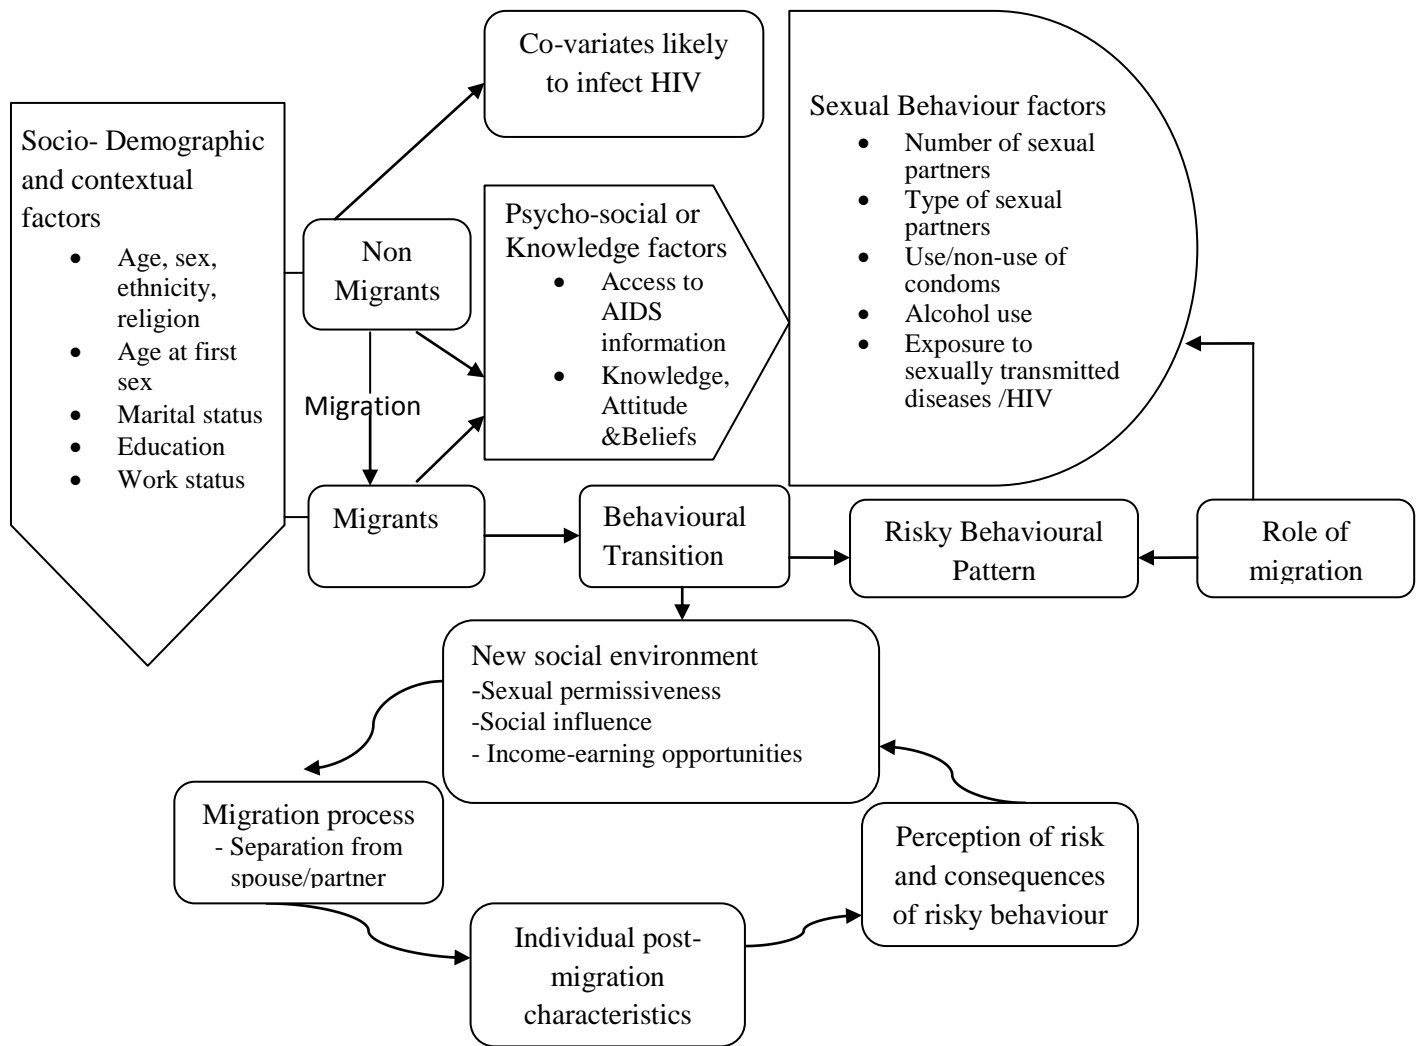 Co-variates likely
to infect HIV
Sexual Behaviour factors
• Number of sexual
partners
• Type of sexual
partners
• Use/non-use of
condoms
• Alcohol use
• Exposure to
sexually transmitted
diseases /HIV
Socio- Demographic
and contextual
factors
• Age, sex,
ethnicity,
religion
• Age at first
sex
• Marital status
• Education
• Work status
Non
Migrants
Psycho-social or
Knowledge factors
• Access to
AIDS
information
• Knowledge,
Attitude
&Beliefs
Migration
Migrants
Behavioural
Transition
Risky Behavioural
Pattern
Role of
migration
New social environment
-Sexual permissiveness
-Social influence
- Income-earning opportunities
Migration process
- Separation from
spouse/partner
Individual post-
migration
characteristics
Perception of risk
and consequences
of risky behaviour